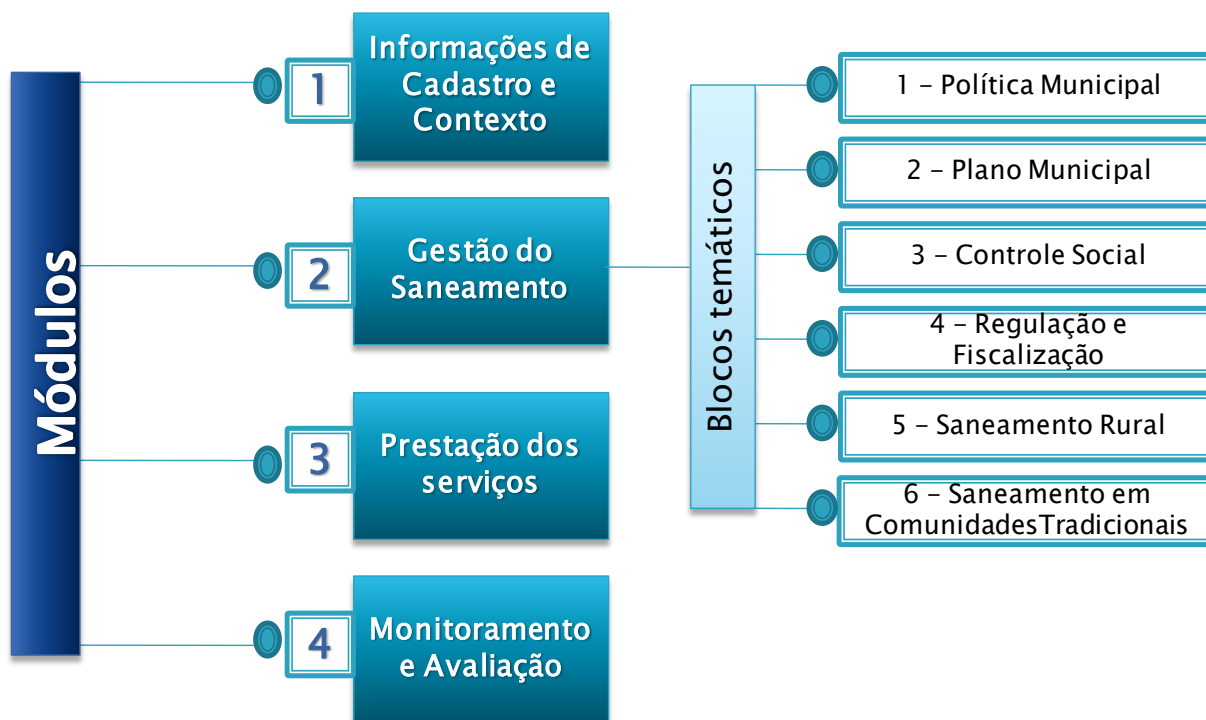 Módulos
1
Informações de
Cadastro e
Contexto
2
Gestão do
Saneamento
3
Prestação dos
serviços
4
Monitoramento
e Avaliação
Blocos temáticos
1 – Política Municipal
2 – Plano Municipal
3 – Controle Social
4 – Regulação e
Fiscalização
5 – Saneamento Rural
6 – Saneamento em
ComunidadesTradicionais